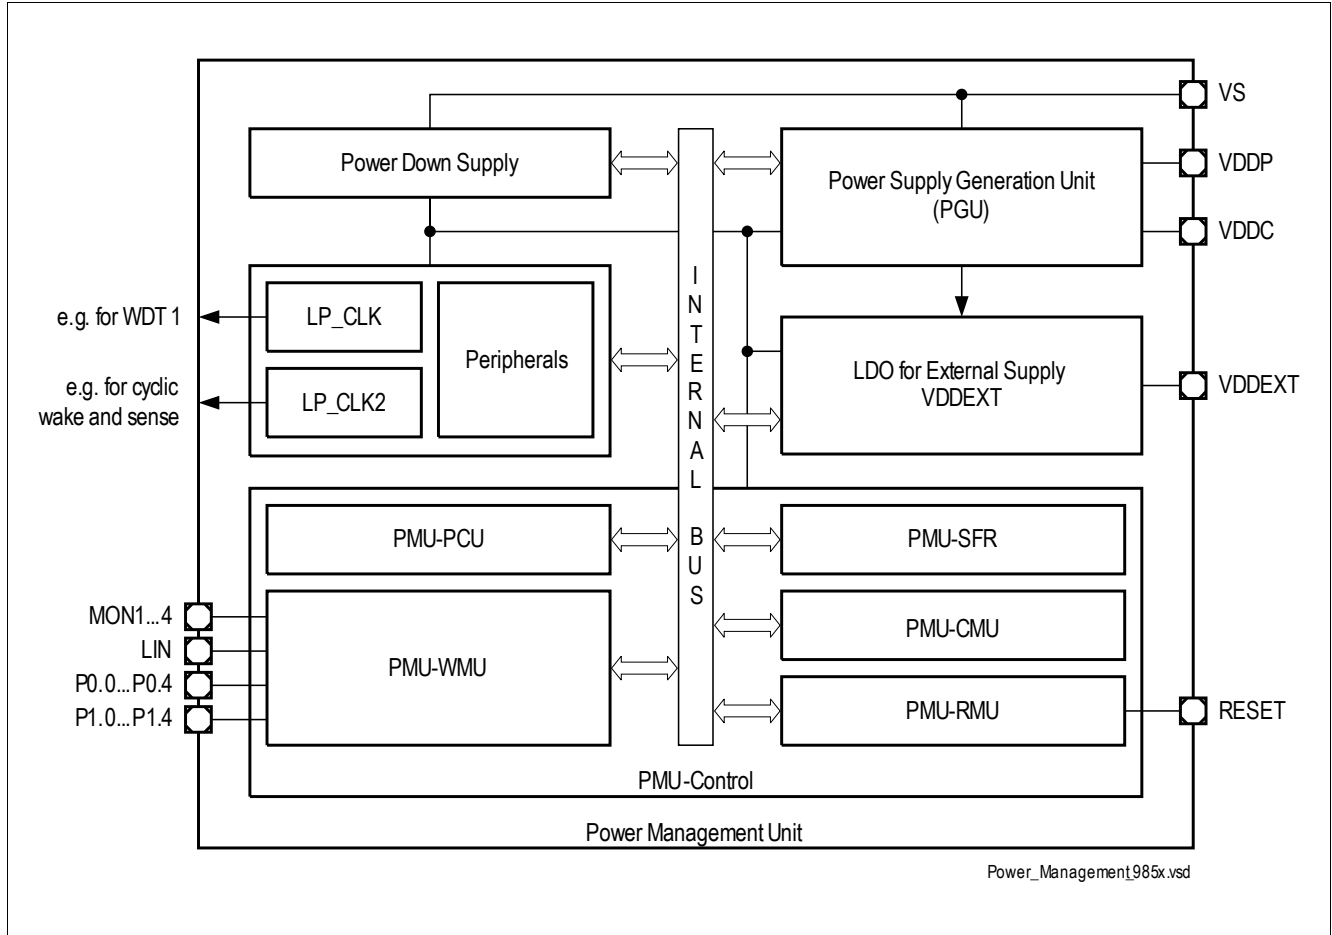 VS
Power Down Supply
VDDP
Power Supply Generation Unit
(PGU)
VDDC
INTERNAL BUS
e.g. for WDT 1
LP_CLK
Peripherals
LDO for External Supply
VDDEXT
VDDEXT
e.g. for cyclic
wake and sense
LP_CLK2
PMU-PCU
PMU-SFR
MON1...4
LIN
P0.0...P0.4
P1.0...P1.4
PMU-WMU
PMU-CMU
PMU-RMU
RESET
PMU-Control
Power Management Unit
Power_Management_985x.vsd